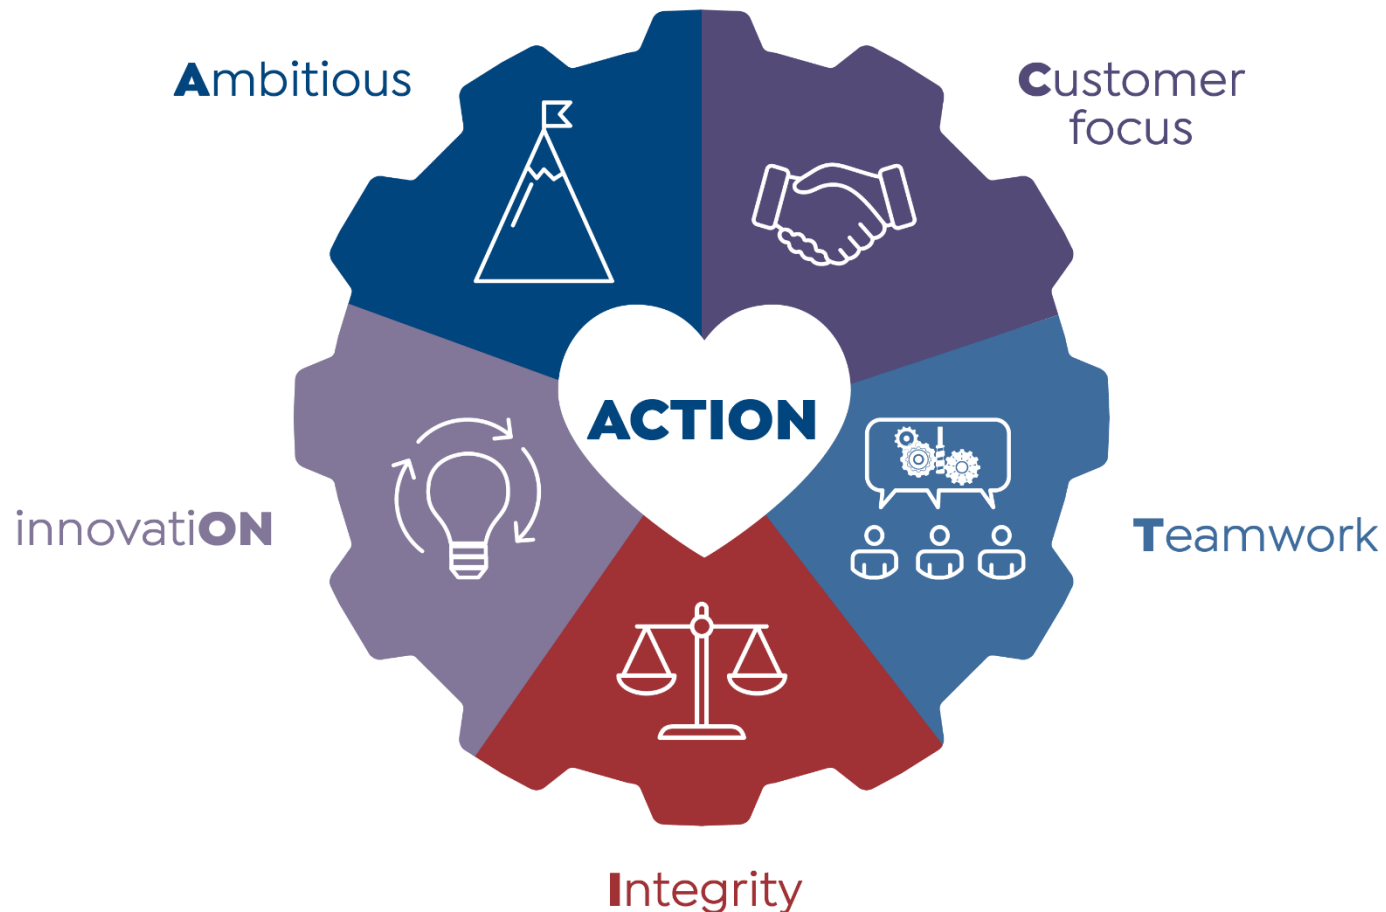 Ambitious
Customer
focus
ACTION
innovatiON
Teamwork
Integrity